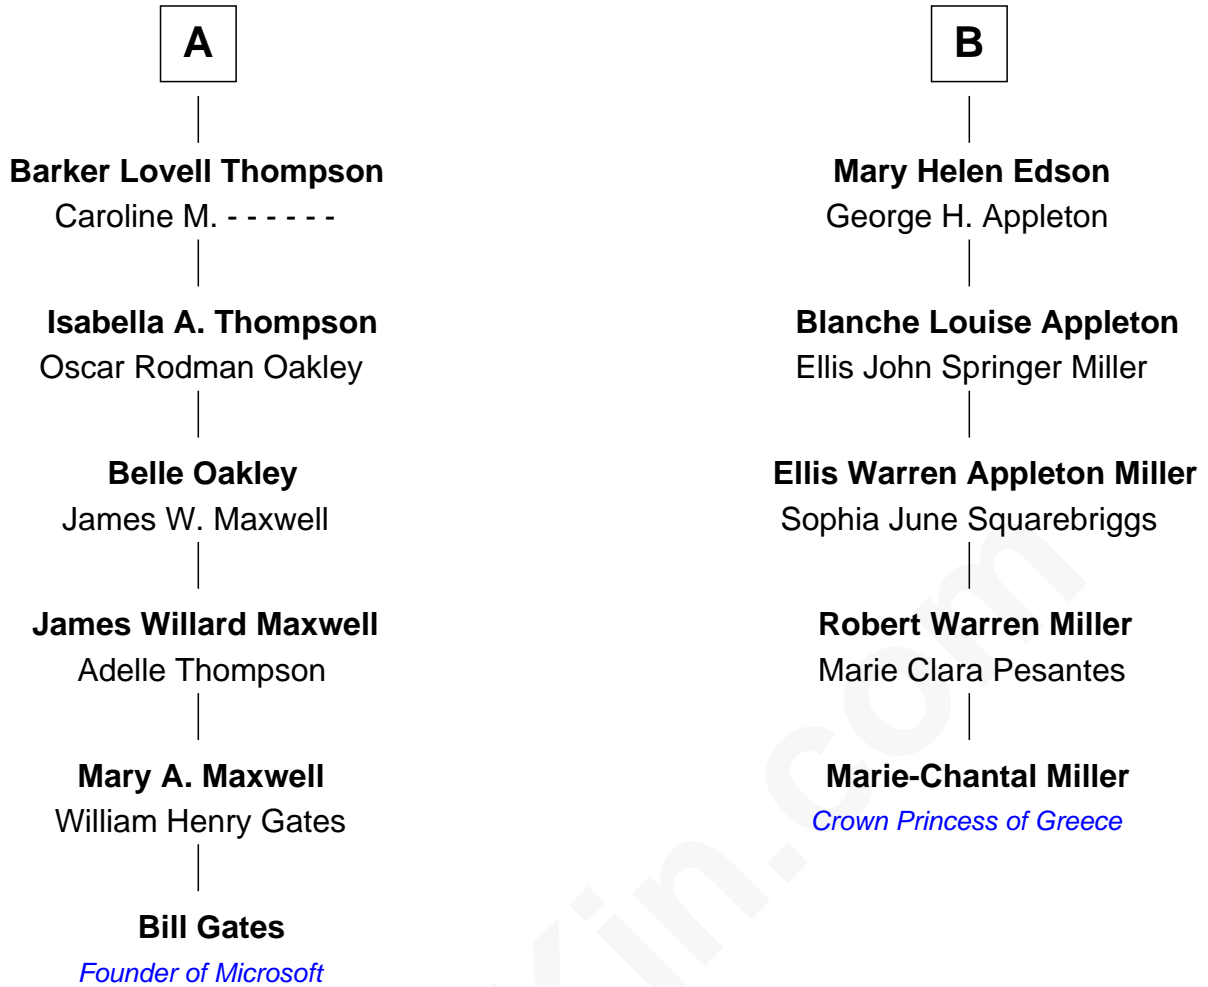 A
Barker Lovell Thompson
Caroline M. - - - - - -
Isabella A. Thompson
Oscar Rodman Oakley
Belle Oakley
James W. Maxwell
James Willard Maxwell
Adelle Thompson
Mary A. Maxwell
William Henry Gates
Bill Gates
Founder of Microsoft
B
Mary Helen Edson
George H. Appleton
Blanche Louise Appleton
Ellis John Springer Miller
Ellis Warren Appleton Miller
Sophia June Squarebriggs
Robert Warren Miller
Marie Clara Pesantes
Marie-Chantal Miller
Crown Princess of Greece
Kin.com